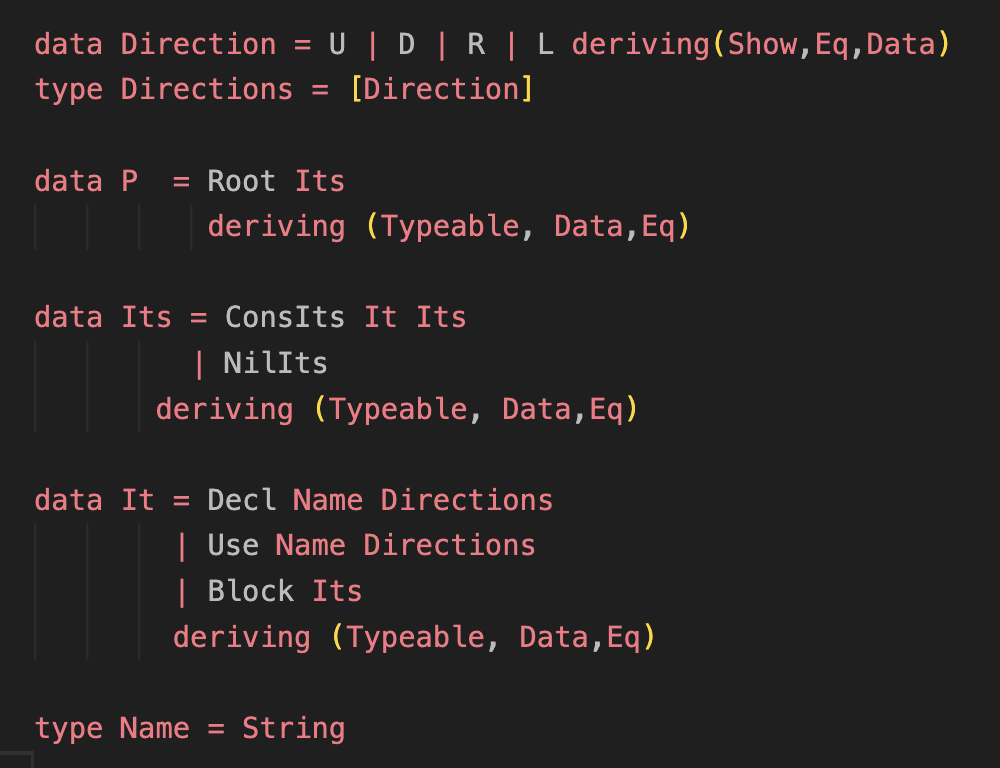 data Direction = U | D | R | L deriving(Show,Eq,Data)
type Directions = [Direction]
data P  = Root Its
deriving (Typeable, Data,Eq)
data Its = ConsIts It Its
| NilIts
deriving (Typeable, Data,Eq)
data It = Decl Name Directions
| Use Name Directions
| Block Its
deriving (Typeable, Data,Eq)
type Name = String